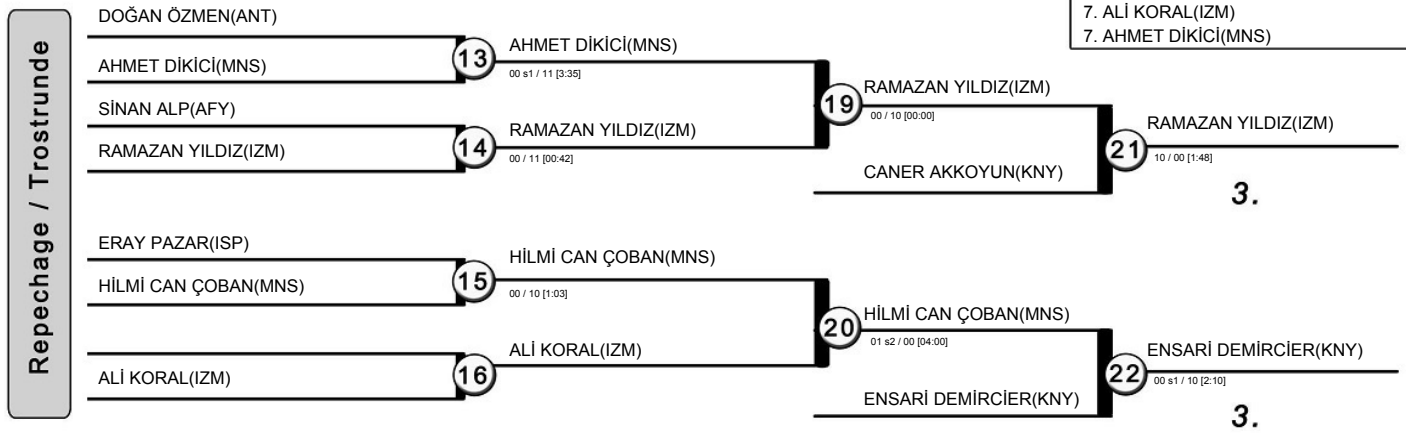 Repechage / Trostrunde
7. ALİ KORAL(IZM)
7. AHMET DİKİCİ(MNS)
DOĞAN ÖZMEN(ANT)
AHMET DİKİCİ(MNS)
13
AHMET DİKİCİ(MNS)
00 s1 / 11 [3:35]
SİNAN ALP(AFY)
RAMAZAN YILDIZ(IZM)
14
RAMAZAN YILDIZ(IZM)
00 / 11 [00:42]
19
RAMAZAN YILDIZ(IZM)
00 / 10 [00:00]
CANER AKKOYUN(KNY)
21
RAMAZAN YILDIZ(IZM)
10 / 00 [1:48]
3.
ERAY PAZAR(ISP)
HİLMİ CAN ÇOBAN(MNS)
15
HİLMİ CAN ÇOBAN(MNS)
00 / 10 [1:03]
ALİ KORAL(IZM)
16
ALİ KORAL(IZM)
20
HİLMİ CAN ÇOBAN(MNS)
01 s2 / 00 [04:00]
ENSARİ DEMİRCİER(KNY)
22
ENSARİ DEMİRCİER(KNY)
00 s1 / 10 [2:10]
3.